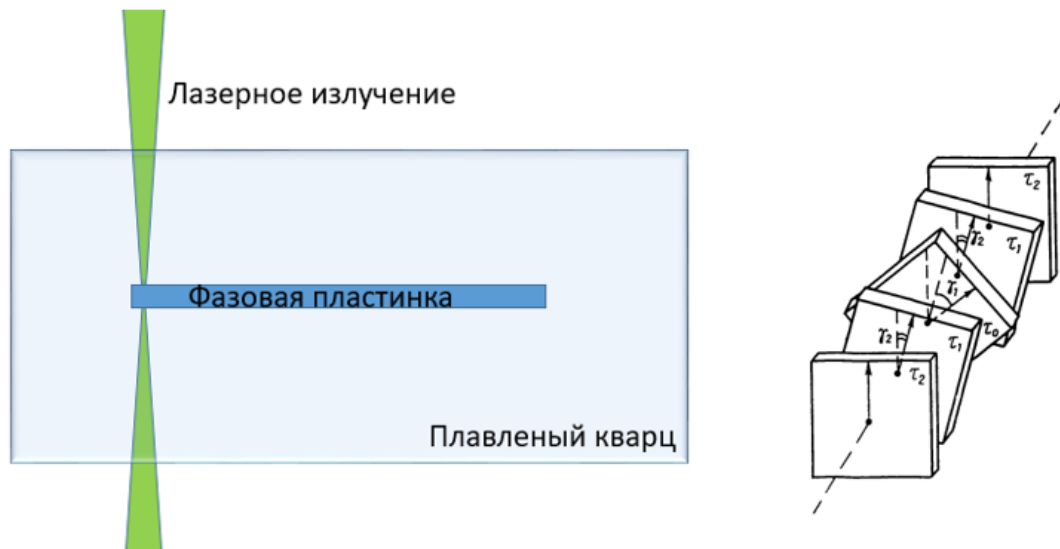 Лазерное излучение
Фазовая пластинка
Плавленый кварц
τ₂
τ₁
γ₂
γ₁
τ₀
γ₂
τ₁
τ₂